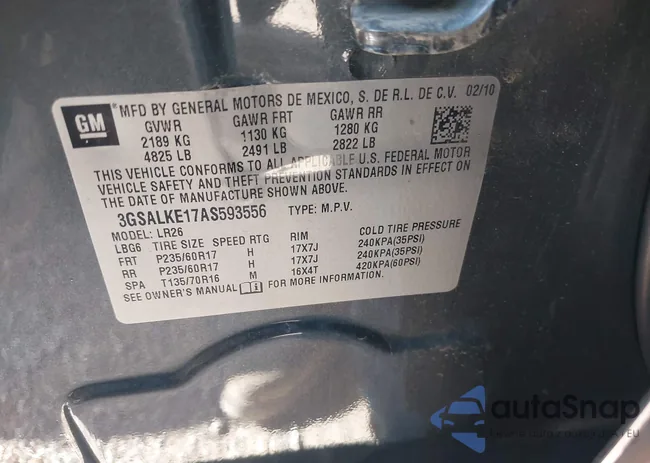 GM
MFD BY GENERAL MOTORS DE MEXICO, S. DE R.L. DE C.V. 02/10
GVWR GAWR FRT GAWR RR
2189 KG 1130 KG 1280 KG
4825 LB 2491 LB 2822 LB
THIS VEHICLE CONFORMS TO ALL APPLICABLE U.S. FEDERAL MOTOR
VEHICLE SAFETY AND THEFT PREVENTION STANDARDS IN EFFECT ON
THE DATE OF MANUFACTURE SHOWN ABOVE.
3GSALKE17AS593556 TYPE: M.P.V.
MODEL: LR26
LBG6 TIRE SIZE SPEED RTG RIM COLD TIRE PRESSURE
FRT P235/60R17 H 17X7J 240KPA(35PSI)
RR P235/60R17 H 17X7J 240KPA(35PSI)
SPA T135/70R16 M 16X4T 420KPA(60PSI)
SEE OWNER'S MANUAL FOR MORE INFORMATION.
autoSnap